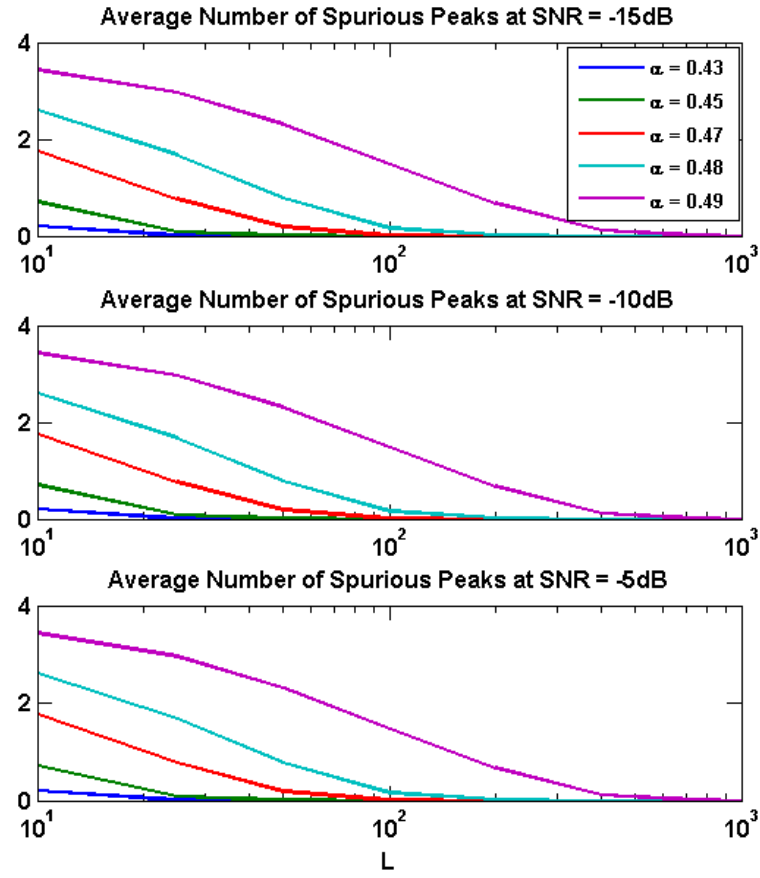 Average Number of Spurious Peaks at SNR = -15dB
4
2
0
α = 0.43
α = 0.45
α = 0.47
α = 0.48
α = 0.49
10^1 10^2 10^3
Average Number of Spurious Peaks at SNR = -10dB
4
2
0
10^1 10^2 10^3
Average Number of Spurious Peaks at SNR = -5dB
4
2
0
10^1 10^2 10^3
L